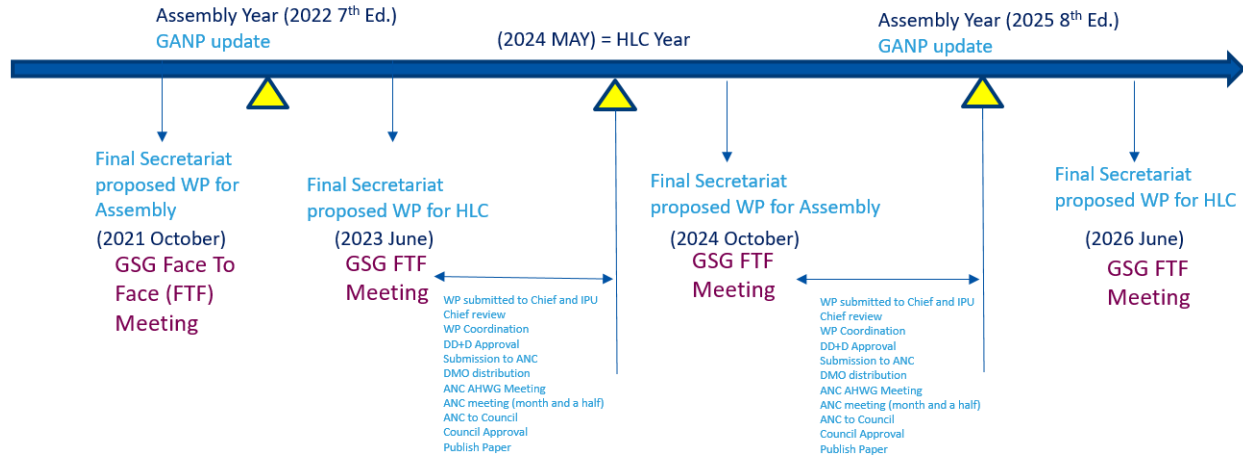 Assembly Year (2022 7th Ed.)
GANP update
(2024 MAY) = HLC Year
Assembly Year (2025 8th Ed.)
GANP update
Final Secretariat
proposed WP for
Assembly
(2021 October)
GSG Face To
Face (FTF)
Meeting
Final Secretariat
proposed WP for HLC
(2023 June)
GSG FTF
Meeting
WP submitted to Chief and IPU
Chief review
WP Coordination
DD+D Approval
Submission to ANC
DMO distribution
ANC AHWG Meeting
ANC meeting (month and a half)
ANC to Council
Council Approval
Publish Paper
Final Secretariat
proposed WP for Assembly
(2024 October)
GSG FTF
Meeting
WP submitted to Chief and IPU
Chief review
WP Coordination
DD+D Approval
Submission to ANC
DMO distribution
ANC AHWG Meeting
ANC meeting (month and a half)
ANC to Council
Council Approval
Publish Paper
Final Secretariat
proposed WP for HLC
(2026 June)
GSG FTF
Meeting